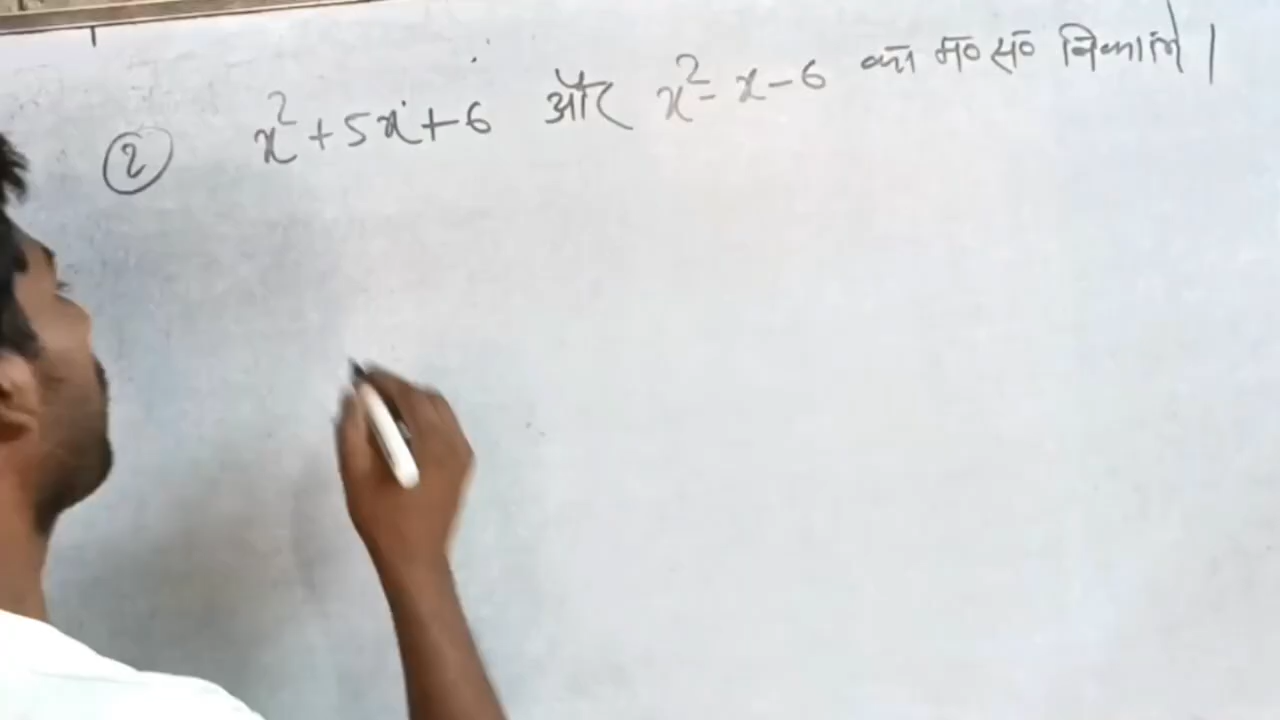 ② x² + 5x + 6 और x² - x - 6 का म० स० निकालें।